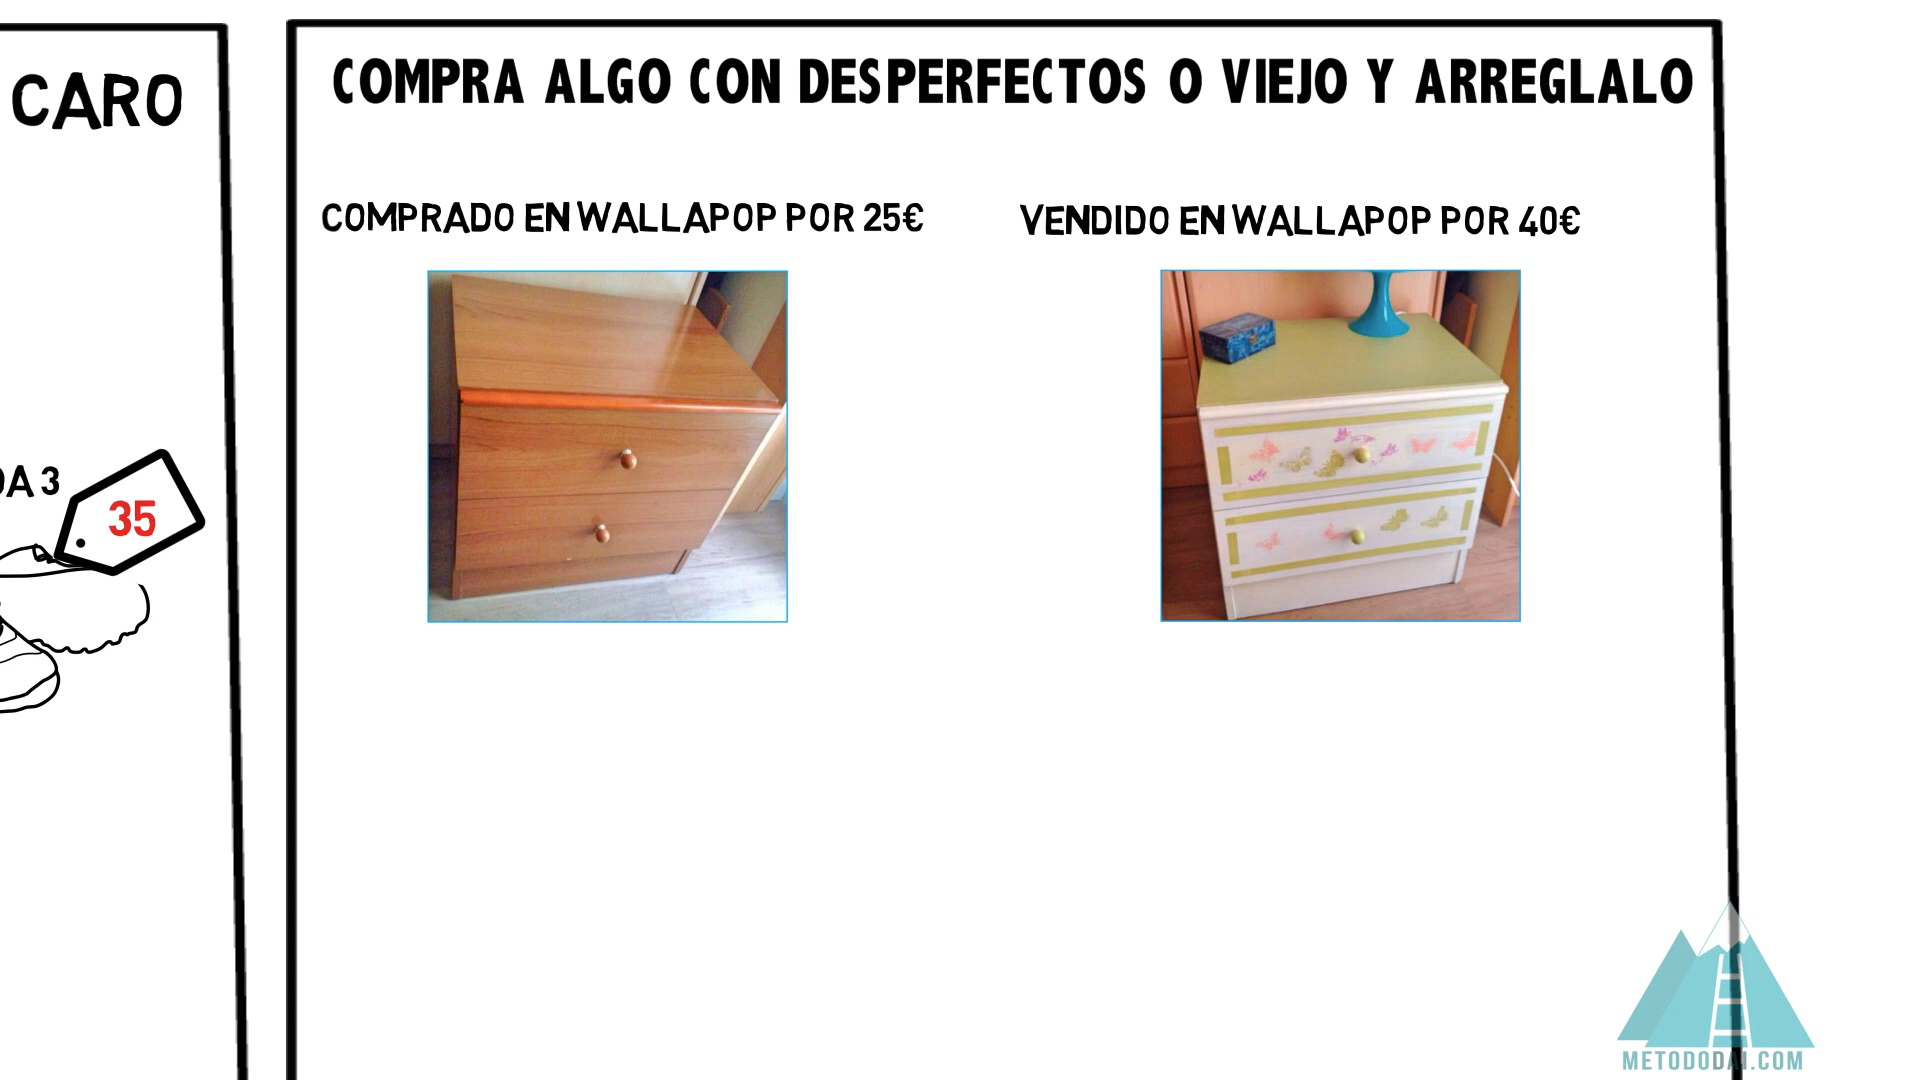 CARO
COMPRA ALGO CON DESPERFECTOS O VIEJO Y ARREGLALO
COMPRADO EN WALLAPOP POR 25€
VENDIDO EN WALLAPOP POR 40€
3
35
METODODAI.COM